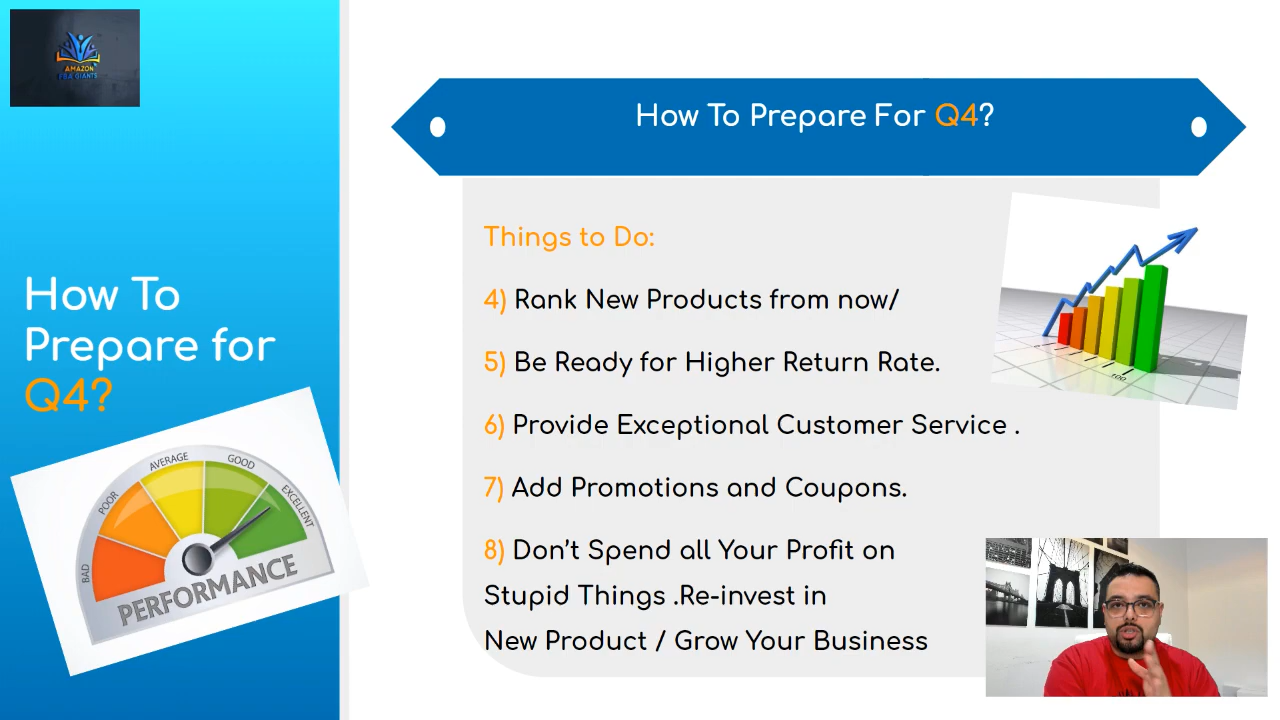 AMAZON
FBA GIANTS
How To Prepare For Q4?
Things to Do:
4) Rank New Products from now/
5) Be Ready for Higher Return Rate.
6) Provide Exceptional Customer Service .
7) Add Promotions and Coupons.
8) Don't Spend all Your Profit on
Stupid Things .Re-invest in
New Product / Grow Your Business
How To
Prepare for
Q4?
BAD
POOR
AVERAGE
GOOD
EXCELLENT
PERFORMANCE
100